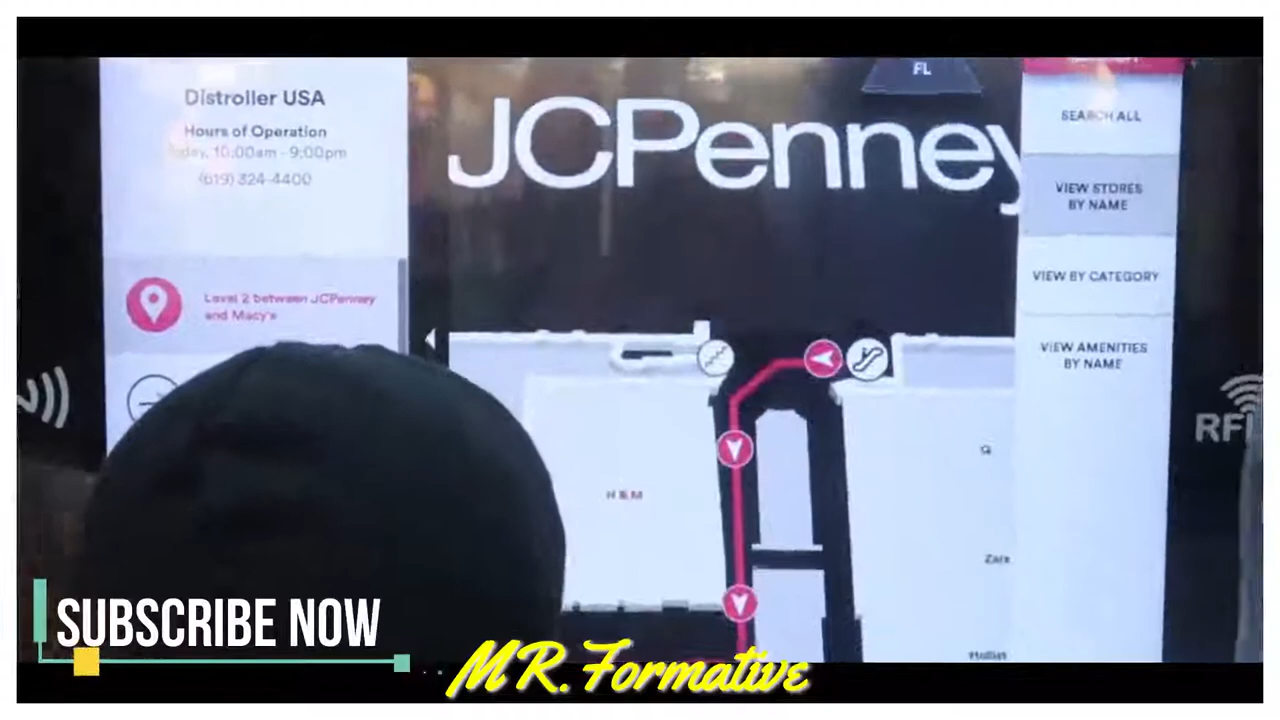 Distroller USA
Hours of Operation
Today, 10:00am - 9:00pm
(619) 324-4400
Level 2 between JCPenney
and Macy's
FL
JCPenney
H&M
Zara
SEARCH ALL
VIEW STORES
BY NAME
VIEW BY CATEGORY
VIEW AMENITIES
BY NAME
SUBSCRIBE NOW
MR. Formative